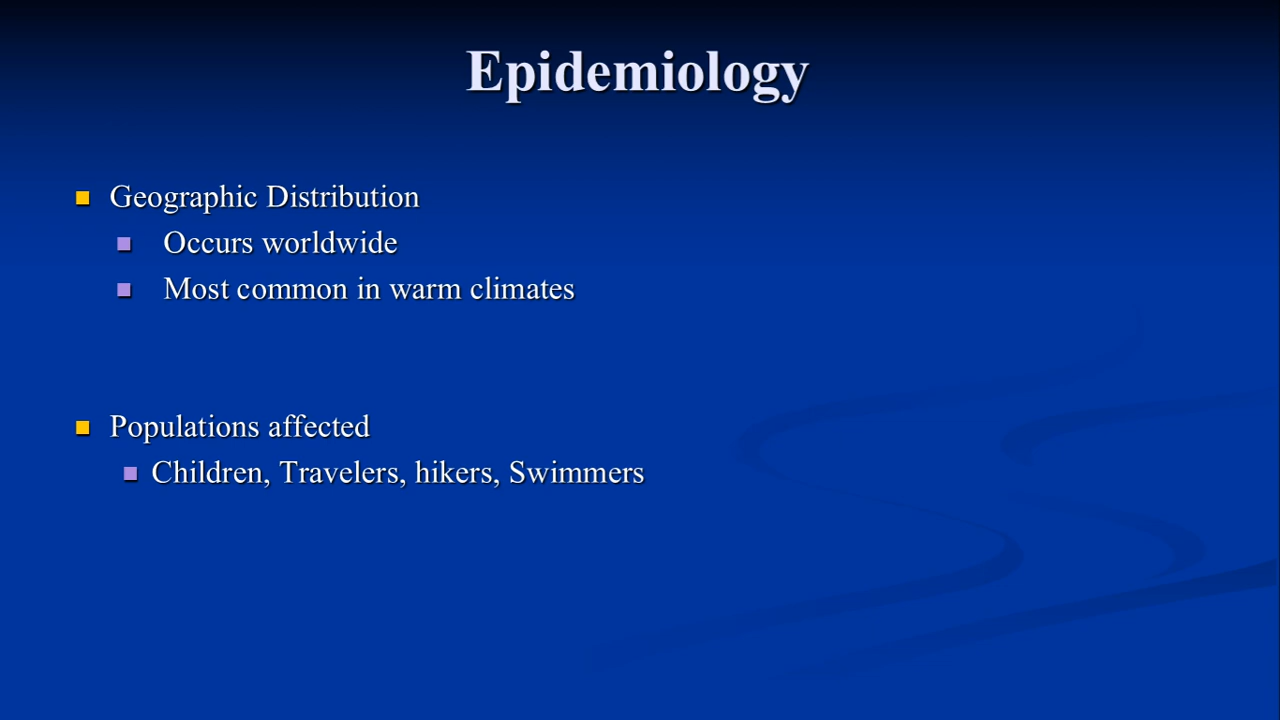 Epidemiology
Geographic Distribution
Occurs worldwide
Most common in warm climates
Populations affected
Children, Travelers, hikers, Swimmers